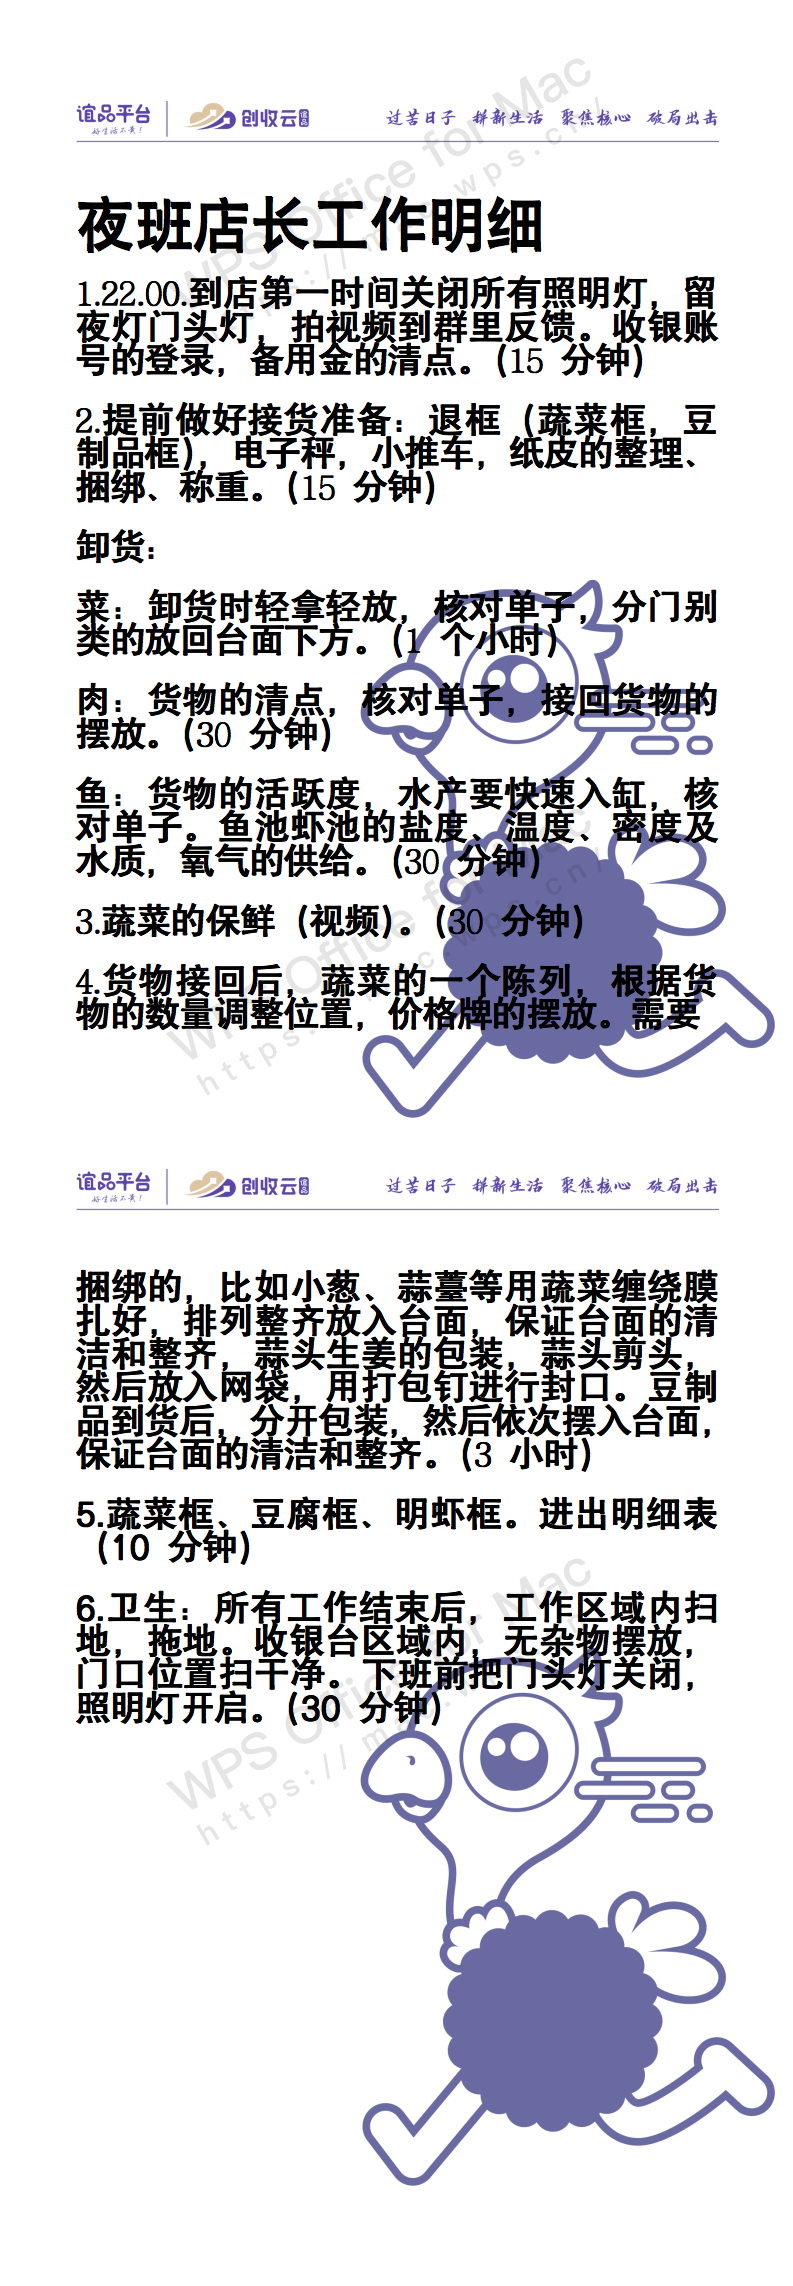 谊品平台
好生活不贵！
创收云
过苦日子 拼新生活 聚焦核心 破局出击
WPS Office for Mac
夜班店长工作明细
1.22.00.到店第一时间关闭所有照明灯，留
夜灯门头灯，拍视频到群里反馈。收银账
号的登录，备用金的清点。(15 分钟)
2.提前做好接货准备：退框（蔬菜框，豆
制品框），电子秤，小推车，纸皮的整理、
捆绑、称重。(15 分钟)
卸货：
菜：卸货时轻拿轻放，核对单子，分门别
类的放回台面下方。(1 个小时)
肉：货物的清点，核对单子，接回货物的
摆放。(30 分钟)
鱼：货物的活跃度，水产要快速入缸，核
对单子。鱼池虾池的盐度、温度、密度及
水质，氧气的供给。(30 分钟)
WPS Office for Mac
3.蔬菜的保鲜（视频）。(30 分钟)
4.货物接回后，蔬菜的一个陈列，根据货
物的数量调整位置，价格牌的摆放。需要
谊品平台
好生活不贵！
创收云
过苦日子 拼新生活 聚焦核心 破局出击
捆绑的，比如小葱、蒜薹等用蔬菜缠绕膜
扎好，排列整齐放入台面，保证台面的清
洁和整齐，蒜头生姜的包装，蒜头剪头，
然后放入网袋，用打包钉进行封口。豆制
品到货后，分开包装，然后依次摆入台面，
保证台面的清洁和整齐。(3 小时)
5.蔬菜框、豆腐框、明虾框。进出明细表
（10 分钟）
6.卫生：所有工作结束后，工作区域内扫
地，拖地。收银台区域内，无杂物摆放，
门口位置扫干净。下班前把门头灯关闭，
照明灯开启。(30 分钟)
WPS Office for Mac